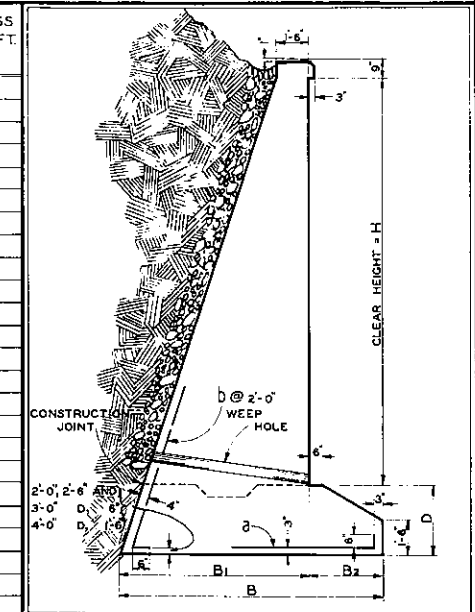 SS
FT.
1'-6"
9"
3"
CLEAR HEIGHT = H
b @ 2'-0"
WEEP
HOLE
CONSTRUCTION
JOINT
6"
2'-0", 2'-6" AND
3'-0" D, 6"
4'-0" D, 1'-6"
4"
3"
a
3"
6"
1'-6"
D
6"
B1
B2
B